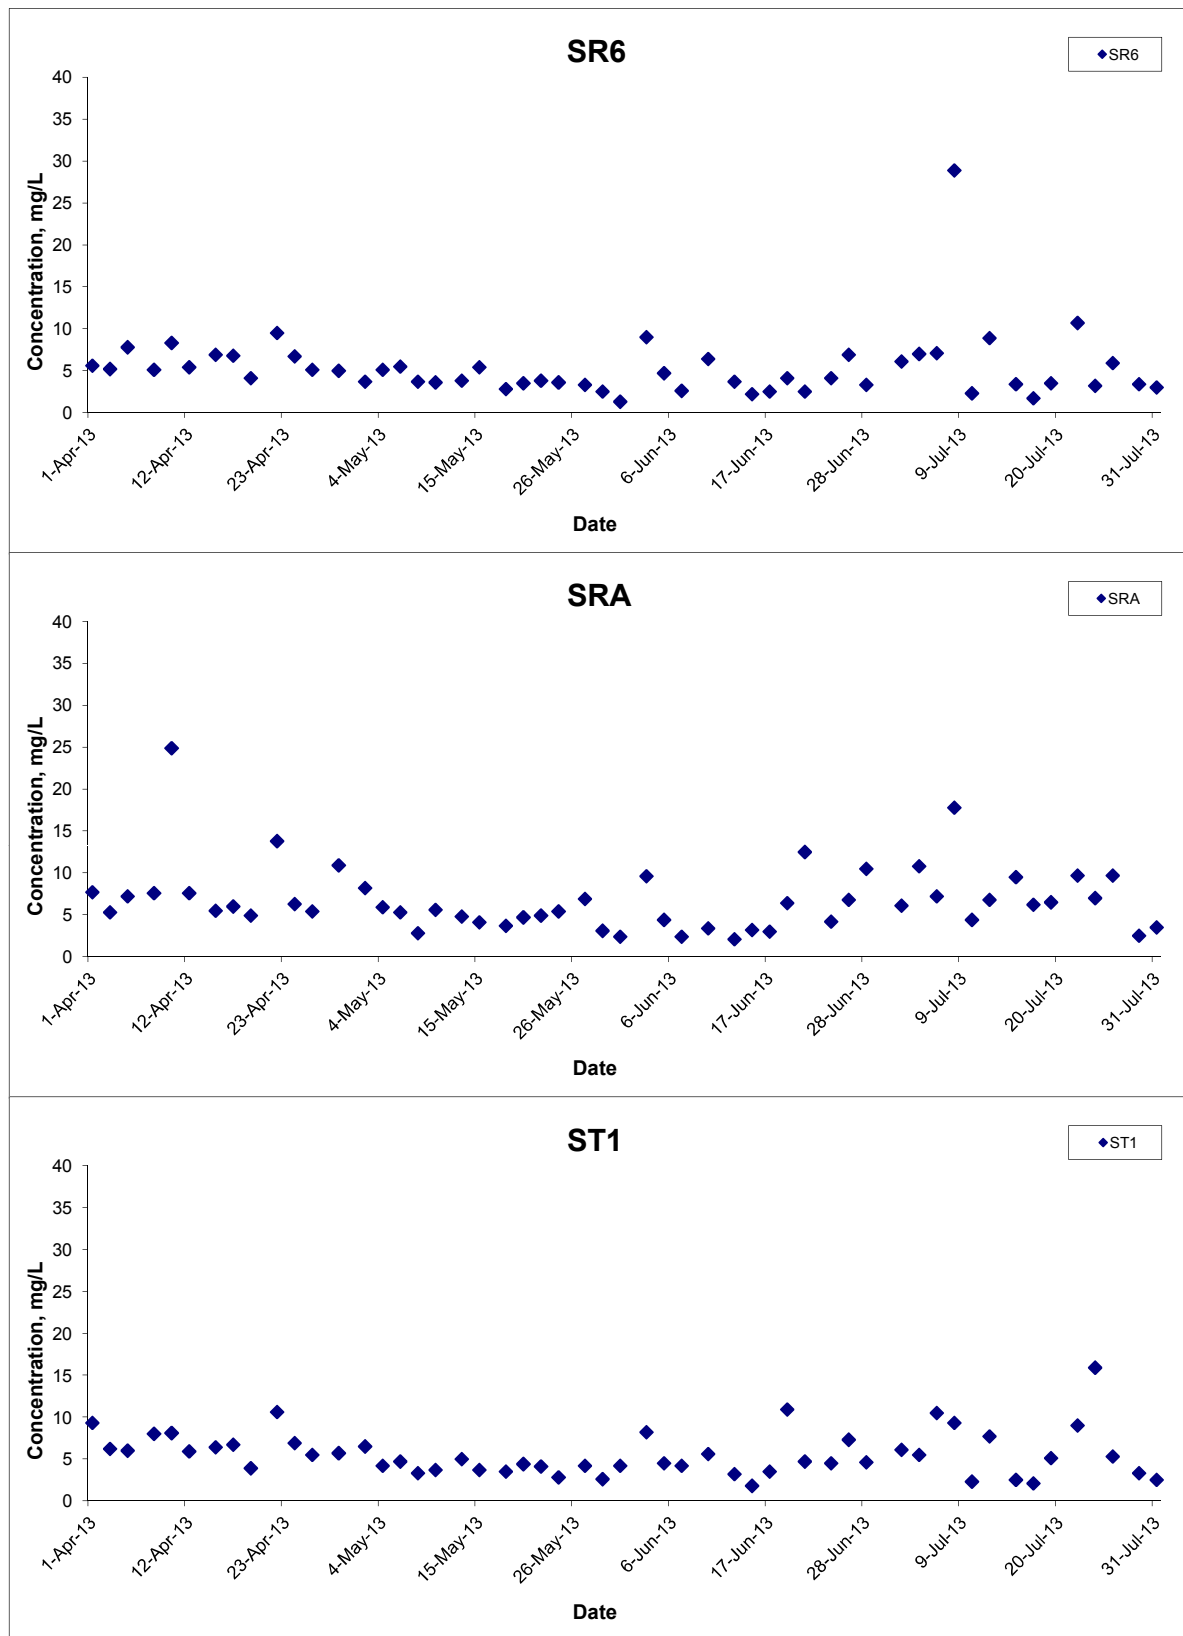 SR6
SR6
Concentration, mg/L
40
35
30
25
20
15
10
5
0
1-Apr-13
12-Apr-13
23-Apr-13
4-May-13
15-May-13
26-May-13
6-Jun-13
17-Jun-13
28-Jun-13
9-Jul-13
20-Jul-13
31-Jul-13
Date
SRA
SRA
Concentration, mg/L
40
35
30
25
20
15
10
5
0
1-Apr-13
12-Apr-13
23-Apr-13
4-May-13
15-May-13
26-May-13
6-Jun-13
17-Jun-13
28-Jun-13
9-Jul-13
20-Jul-13
31-Jul-13
Date
ST1
ST1
Concentration, mg/L
40
35
30
25
20
15
10
5
0
1-Apr-13
12-Apr-13
23-Apr-13
4-May-13
15-May-13
26-May-13
6-Jun-13
17-Jun-13
28-Jun-13
9-Jul-13
20-Jul-13
31-Jul-13
Date